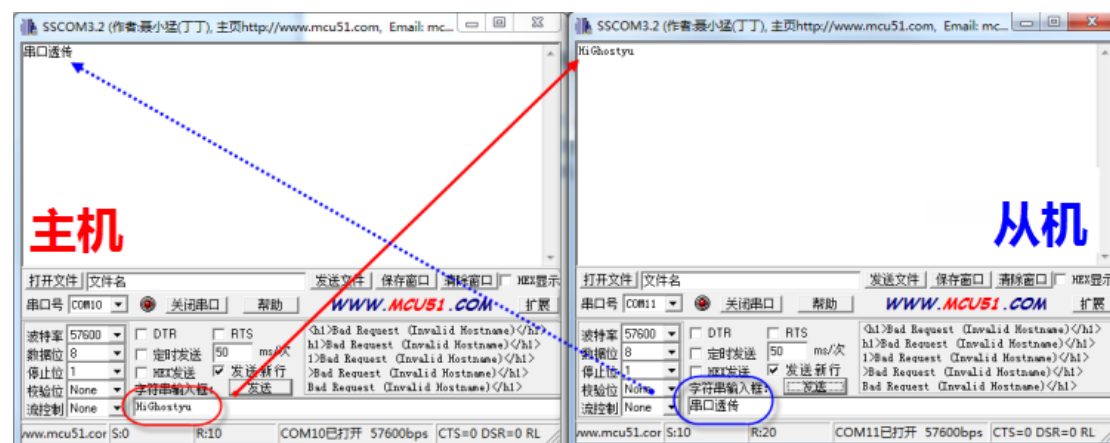 SSCOM3.2 (作者:聂小猛(丁丁), 主页http://www.mcu51.com, Email: mc...
串口透传
主机
打开文件 文件名 发送文件 保存窗口 清除窗口 HEX显示
串口号 COM10 关闭串口 帮助 WWW.MCU51.COM 扩展
波特率 57600 DTR RTS
数据位 8 定时发送 50 ms/次
停止位 1 HEX发送 发送新行
校验位 None 字符串输入框: 发送
流控制 None HiGhostyu
<h1>Bad Request (Invalid Hostname)</h1>
h1>Bad Request (Invalid Hostname)</h1>
1>Bad Request (Invalid Hostname)</h1>
>Bad Request (Invalid Hostname)</h1>
Bad Request (Invalid Hostname)</h1>
www.mcu51.cor S:0 R:10 COM10已打开 57600bps CTS=0 DSR=0 RL
SSCOM3.2 (作者:聂小猛(丁丁), 主页http://www.mcu51.com, Email: mc...
HiGhostyu
从机
打开文件 文件名 发送文件 保存窗口 清除窗口 HEX显示
串口号 COM11 关闭串口 帮助 WWW.MCU51.COM 扩展
波特率 57600 DTR RTS
数据位 8 定时发送 50 ms/次
停止位 1 HEX发送 发送新行
校验位 None 字符串输入框: 发送
流控制 None 串口透传
<h1>Bad Request (Invalid Hostname)</h1>
h1>Bad Request (Invalid Hostname)</h1>
1>Bad Request (Invalid Hostname)</h1>
>Bad Request (Invalid Hostname)</h1>
Bad Request (Invalid Hostname)</h1>
www.mcu51.cor S:10 R:20 COM11已打开 57600bps CTS=0 DSR=0 RL